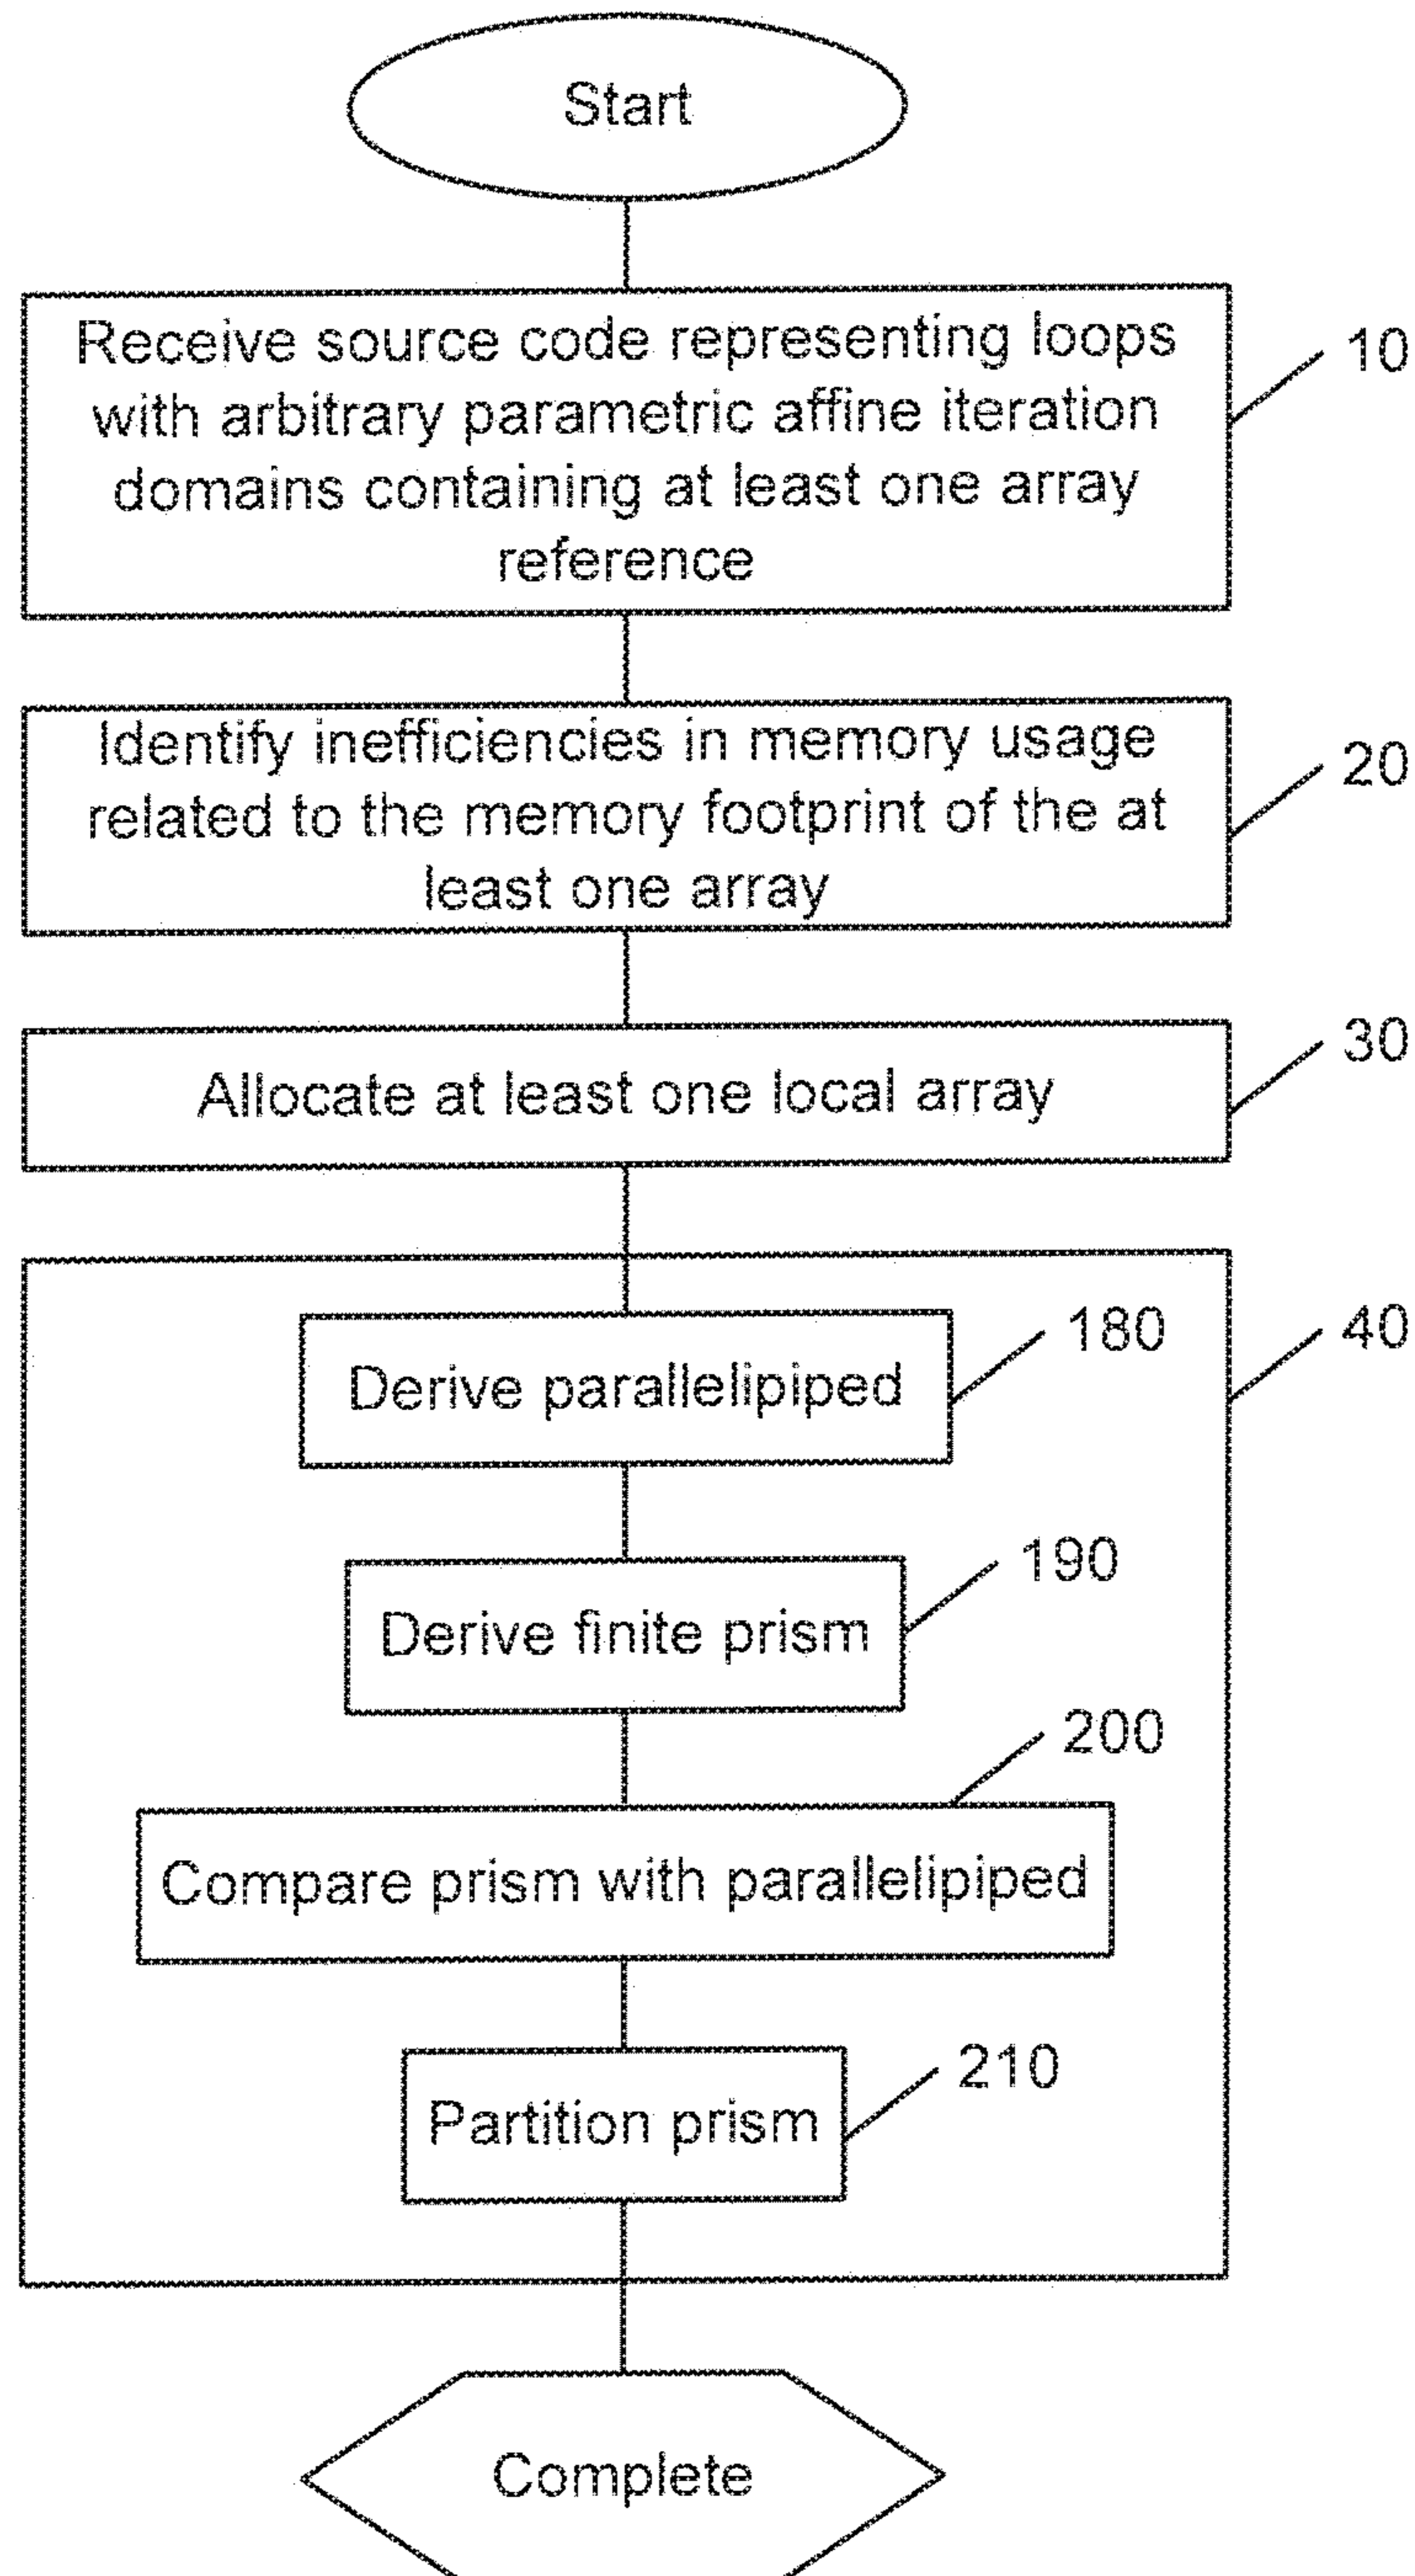 Start
Receive source code representing loops
with arbitrary parametric affine iteration
domains containing at least one array
reference
10
Identify inefficiencies in memory usage
related to the memory footprint of the at
least one array
20
Allocate at least one local array
30
40
Derive parallelipiped
180
Derive finite prism
190
Compare prism with parallelipiped
200
Partition prism
210
Complete